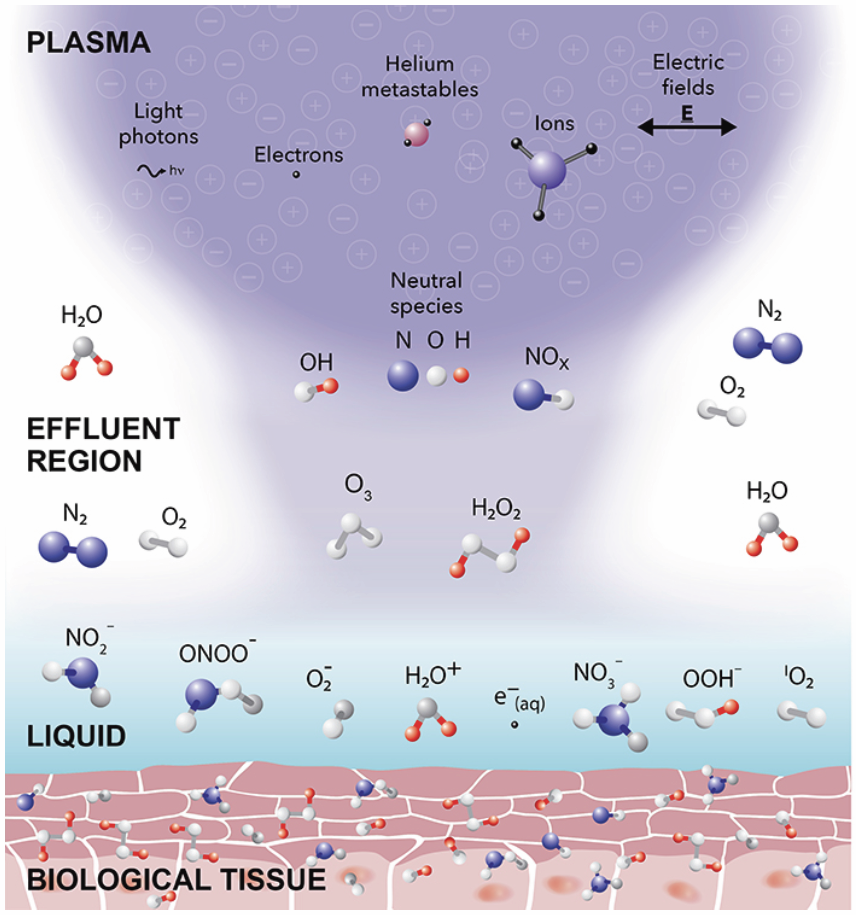 PLASMA
Light
photons
hν
Electrons
Helium
metastables
Ions
Electric
fields
E
Neutral
species
N O H
H₂O
OH
NOₓ
N₂
O₂
EFFLUENT
REGION
N₂
O₂
O₃
H₂O₂
H₂O
NO₂⁻
ONOO⁻
O₂⁻
H₂O⁺
e⁻(aq)
NO₃⁻
OOH⁻
¹O₂
LIQUID
BIOLOGICAL TISSUE